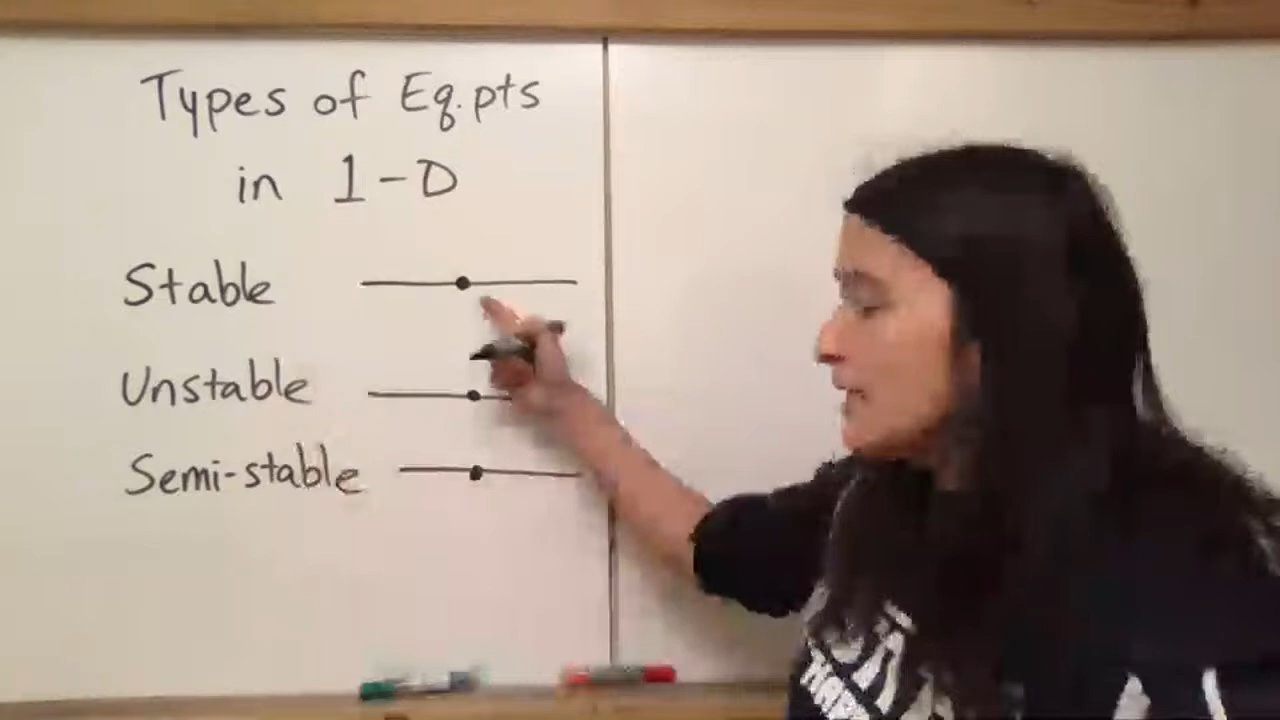 Types of Eq.pts
in 1-D
Stable
Unstable
Semi-stable